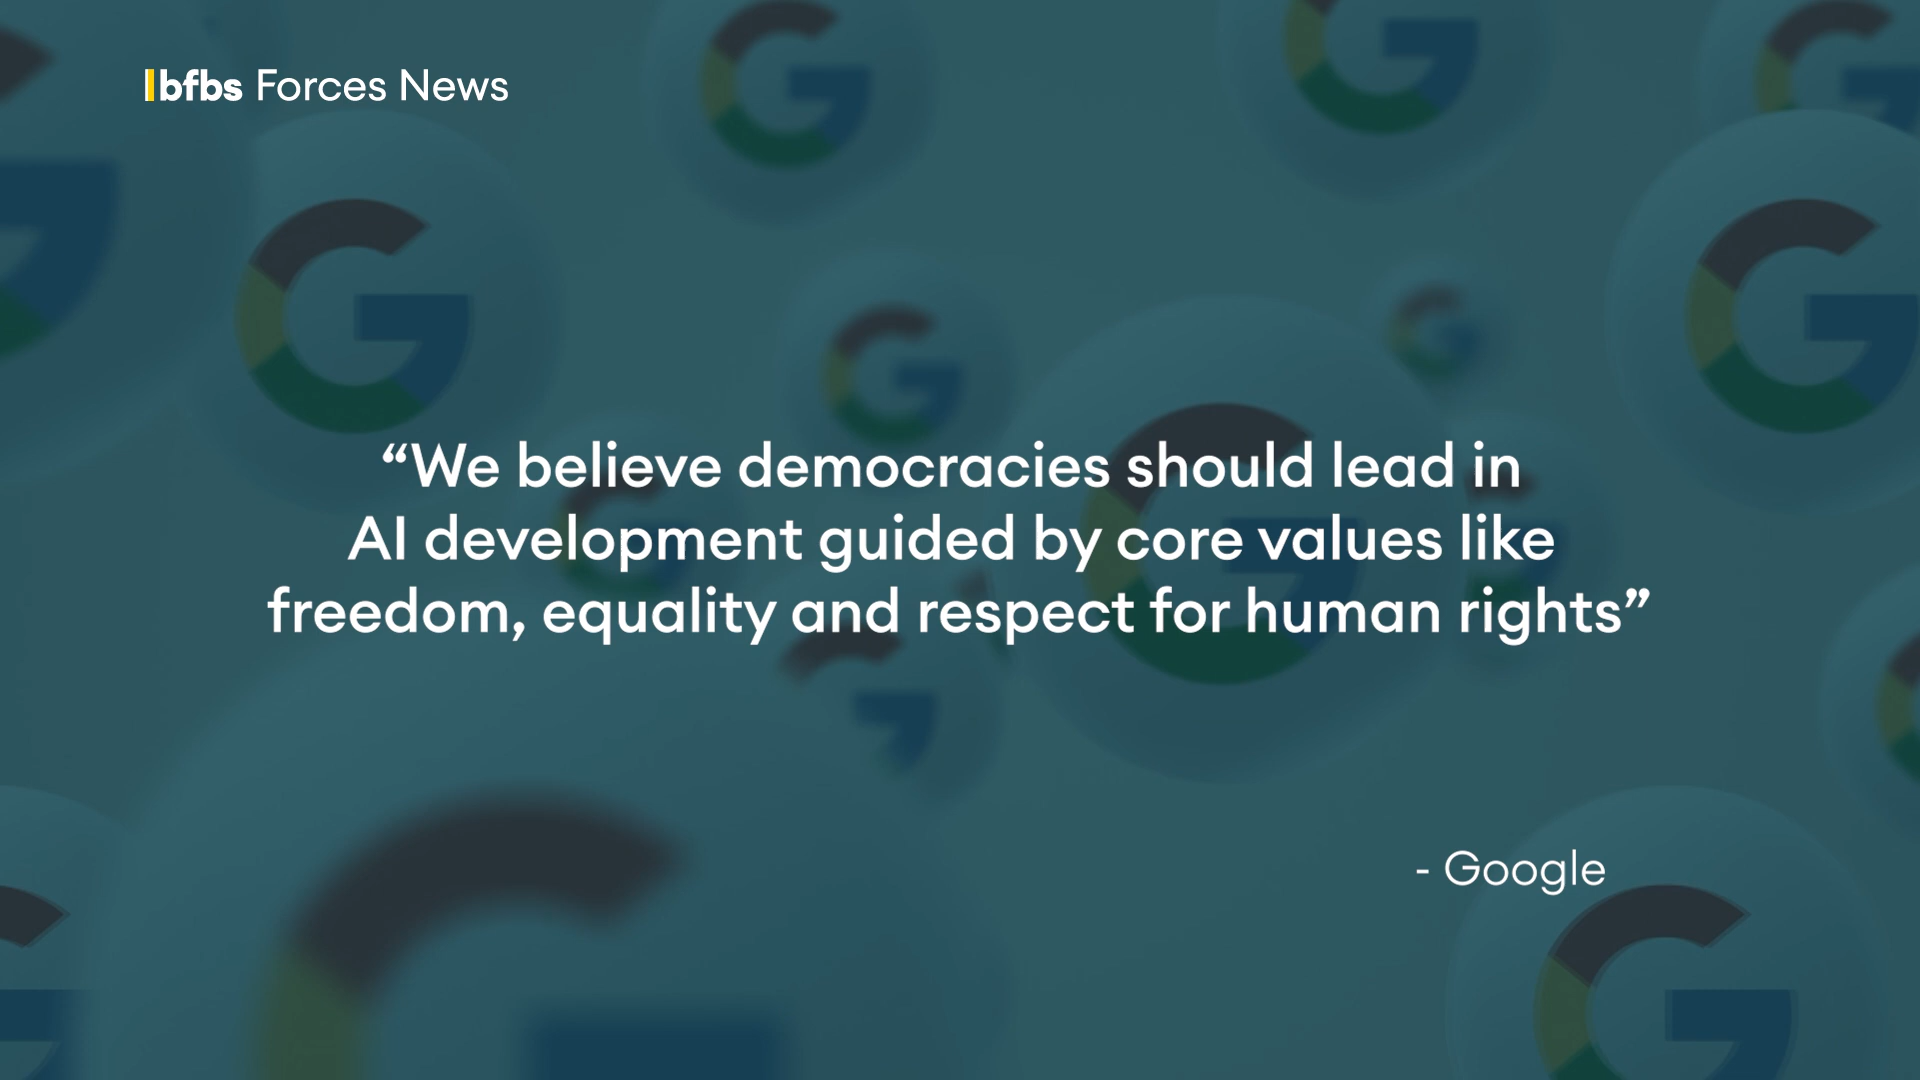 bfbs Forces News
“We believe democracies should lead in
AI development guided by core values like
freedom, equality and respect for human rights”
- Google